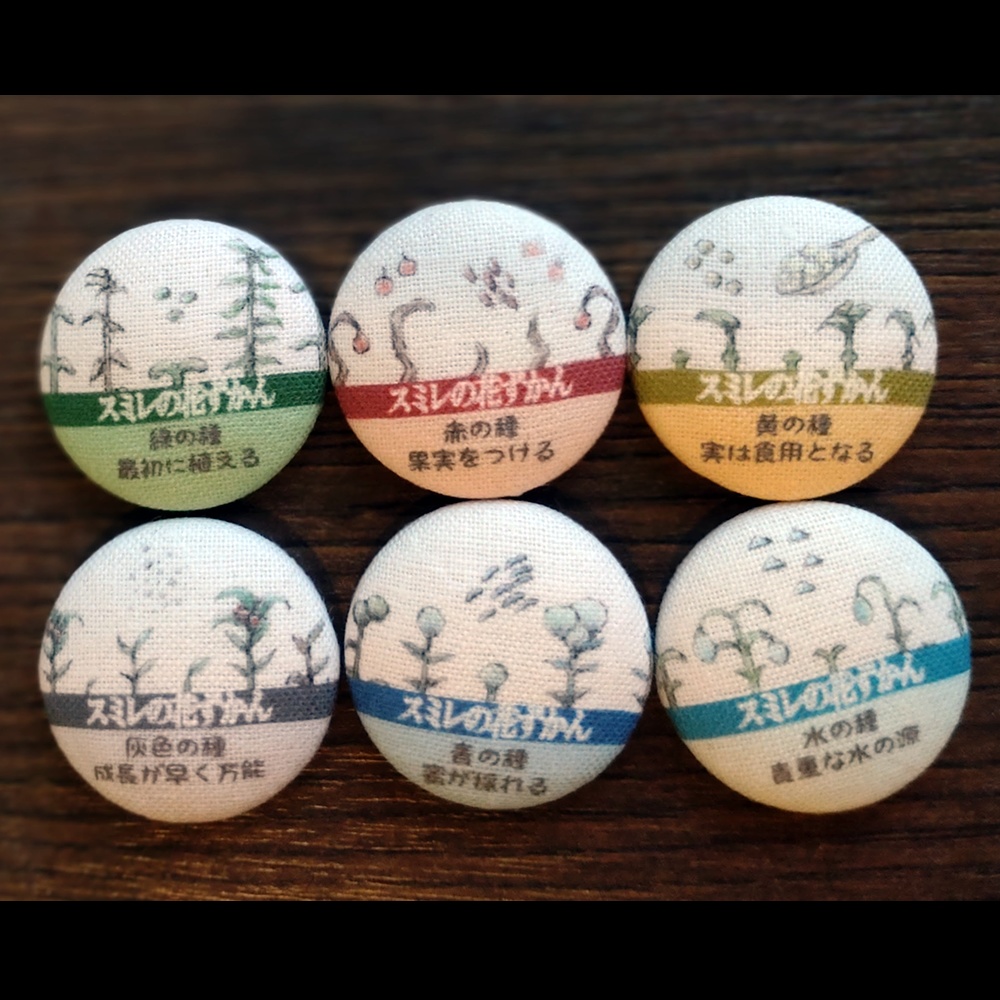 スミレの花ずかん
緑の種
最初に植える
スミレの花ずかん
赤の種
果実をつける
スミレの花ずかん
黄の種
実は食用となる
スミレの花ずかん
灰色の種
成長が早く万能
スミレの花ずかん
青の種
蜜が採れる
スミレの花ずかん
水の種
貴重な水の源